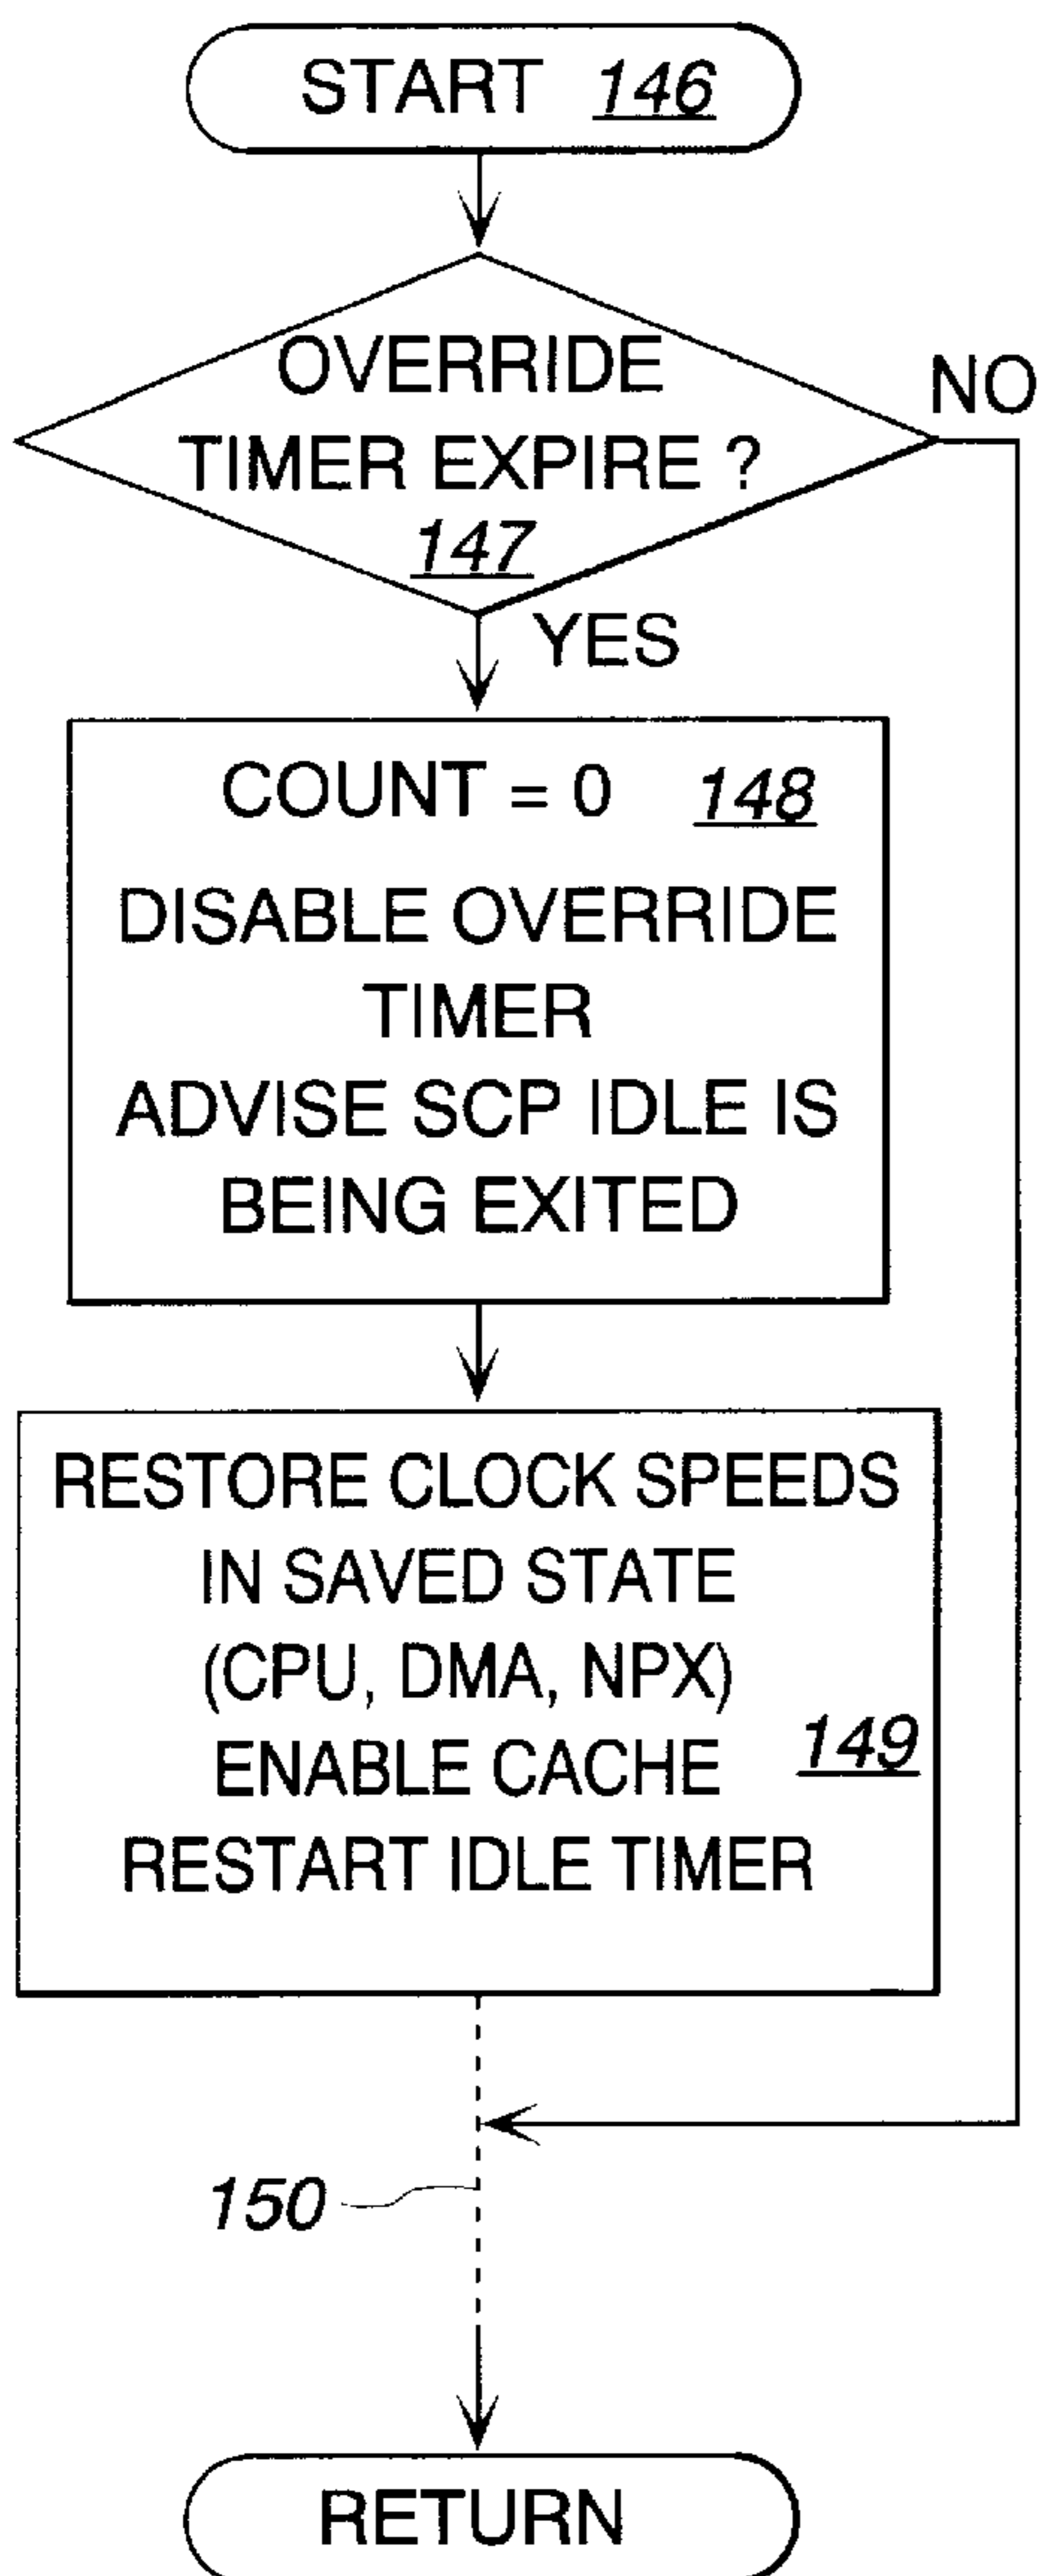 START 146
OVERRIDE
NO
TIMER EXPIRE ?
147
YES
COUNT = 0 148
DISABLE OVERRIDE
TIMER
ADVISE SCP IDLE IS
BEING EXITED
RESTORE CLOCK SPEEDS
IN SAVED STATE
(CPU, DMA, NPX)
ENABLE CACHE 149
RESTART IDLE TIMER
150
RETURN